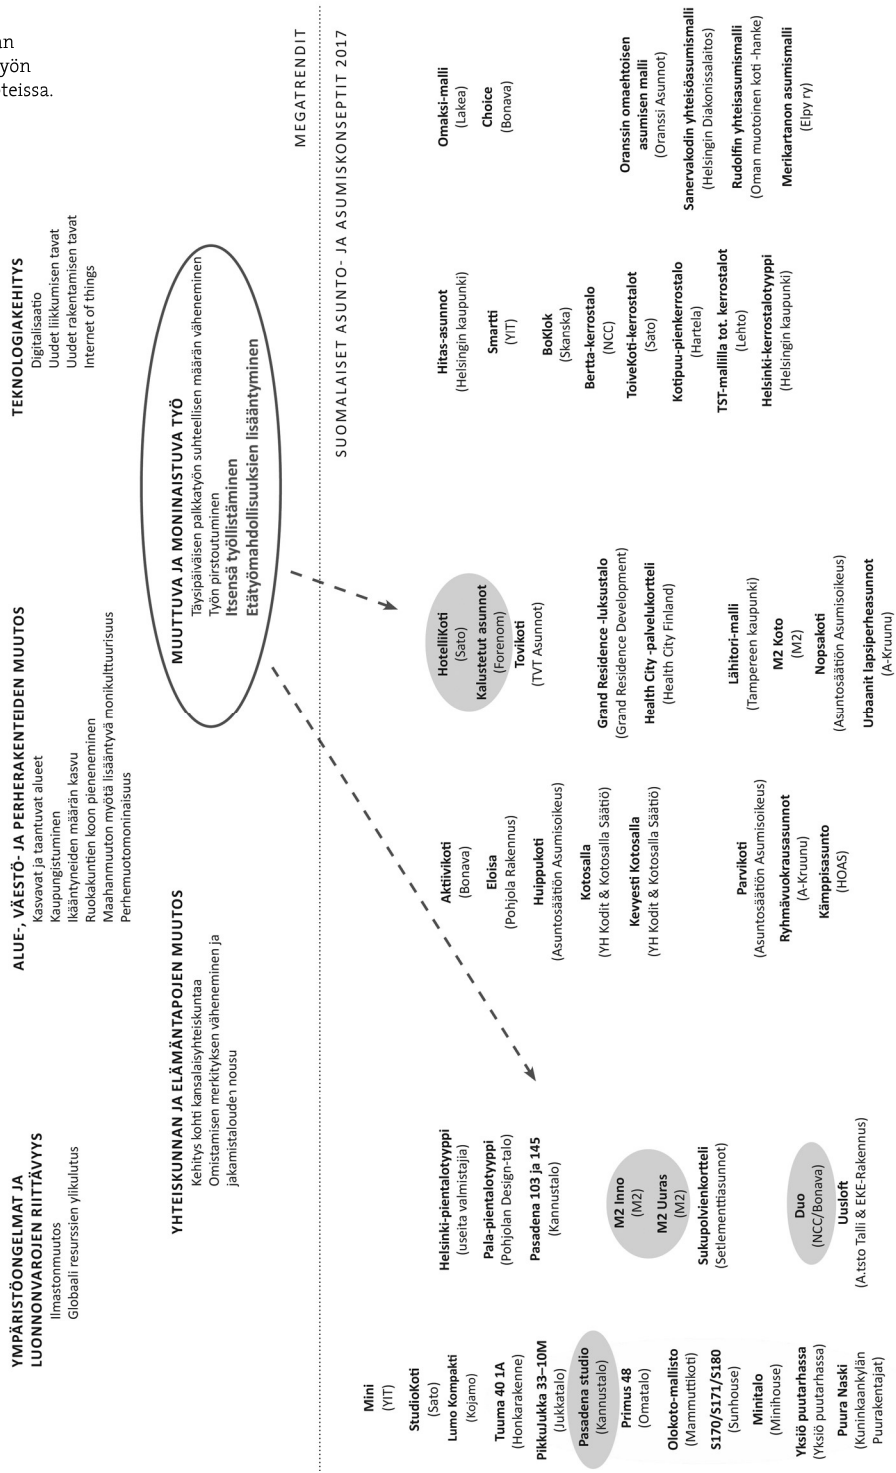 än
yön
teissa.
YMPÄRISTÖONGELMAT JA
LUONNONVAROJEN RIITTÄVYYS
Ilmastonmuutos
Globaali resurssien ylikulutus
ALUE-, VÄESTÖ- JA PERHERAKENTEIDEN MUUTOS
Kasvavat ja taantuvat alueet
Kaupungistuminen
Ikääntyneiden määrän kasvu
Ruokakuntien koon pieneneminen
Maahanmuuton myötä lisääntyvä monikulttuurisuus
Perhemuotomoninaisuus
TEKNOLOGIAKEHITYS
Digitalisaatio
Uudet liikkumisen tavat
Uudet rakentamisen tavat
Internet of things
YHTEISKUNNAN JA ELÄMÄNTAPOJEN MUUTOS
Kehitys kohti kansalaisyhteiskuntaa
Omistamisen merkityksen väheneminen ja
jakamistalouden nousu
MUUTTUVA JA MONINAISTUVA TYÖ
Täysipäiväisen palkkatyön suhteellisen määrän väheneminen
Työn pirstoutuminen
Itsensä työllistäminen
Etätyömahdollisuuksien lisääntyminen
MEGATRENDIT
SUOMALAISET ASUNTO- JA ASUMISKONSEPTIT 2017
Mini
(YIT)
StudioKoti
(Sato)
Lumo Kompakti
(Kojamo)
Tuuma 40 1A
(Honkarakenne)
PikkuJukka 33–10M
(Jukkatalo)
Pasadena studio
(Kannustalo)
Primus 48
(Omatalo)
Olokoto-mallisto
(Mammuttikoti)
S170/S171/S180
(Sunhouse)
Minitalo
(Minihouse)
Yksiö puutarhassa
(Yksiö puutarhassa)
Puura Naski
(Kuninkaankylän
Puurakentajat)
Helsinki-pientalotyyppi
(useita valmistajia)
Pala-pientalotyyppi
(Pohjolan Design-talo)
Pasadena 103 ja 145
(Kannustalo)
M2 Inno
(M2)
M2 Uuras
(M2)
Sukupolvienkortteli
(Setlementtiasunnot)
Duo
(NCC/Bonava)
Uusloft
(A.tsto Talli & EKE-Rakennus)
Aktiivikoti
(Bonava)
Eloisa
(Pohjola Rakennus)
Huippukoti
(Asuntosäätiön Asumisoikeus)
Kotosalla
(YH Kodit & Kotosalla Säätiö)
Kevyesti Kotosalla
(YH Kodit & Kotosalla Säätiö)
Parvikoti
(Asuntosäätiön Asumisoikeus)
Ryhmävuokrausasunnot
(A-Kruunu)
Kämppisasunto
(HOAS)
HotelliKoti
(Sato)
Kalustetut asunnot
(Forenom)
Tovikoti
(TVT Asunnot)
Grand Residence -luksustalo
(Grand Residence Development)
Health City -palvelukortteli
(Health City Finland)
Lähitori-malli
(Tampereen kaupunki)
M2 Koto
(M2)
Nopsakoti
(Asuntosäätiön Asumisoikeus)
Urbaanit lapsiperheasunnot
(A-Kruunu)
Hitas-asunnot
(Helsingin kaupunki)
Smartti
(YIT)
BoKlok
(Skanska)
Bertta-kerrostalo
(NCC)
ToiveKoti-kerrostalot
(Sato)
Kotipuu-pienkerrostalo
(Hartela)
TST-mallilla tot. kerrostalot
(Lehto)
Helsinki-kerrostalotyyppi
(Helsingin kaupunki)
Omaksi-malli
(Lakea)
Choice
(Bonava)
Oranssin omaehtoisen
asumisen malli
(Oranssi Asunnot)
Sanervakodin yhteisöasumismalli
(Helsingin Diakonissalaitos)
Rudolfin yhteisasumismalli
(Oman muotoinen koti -hanke)
Merikartanon asumismalli
(Elpy ry)